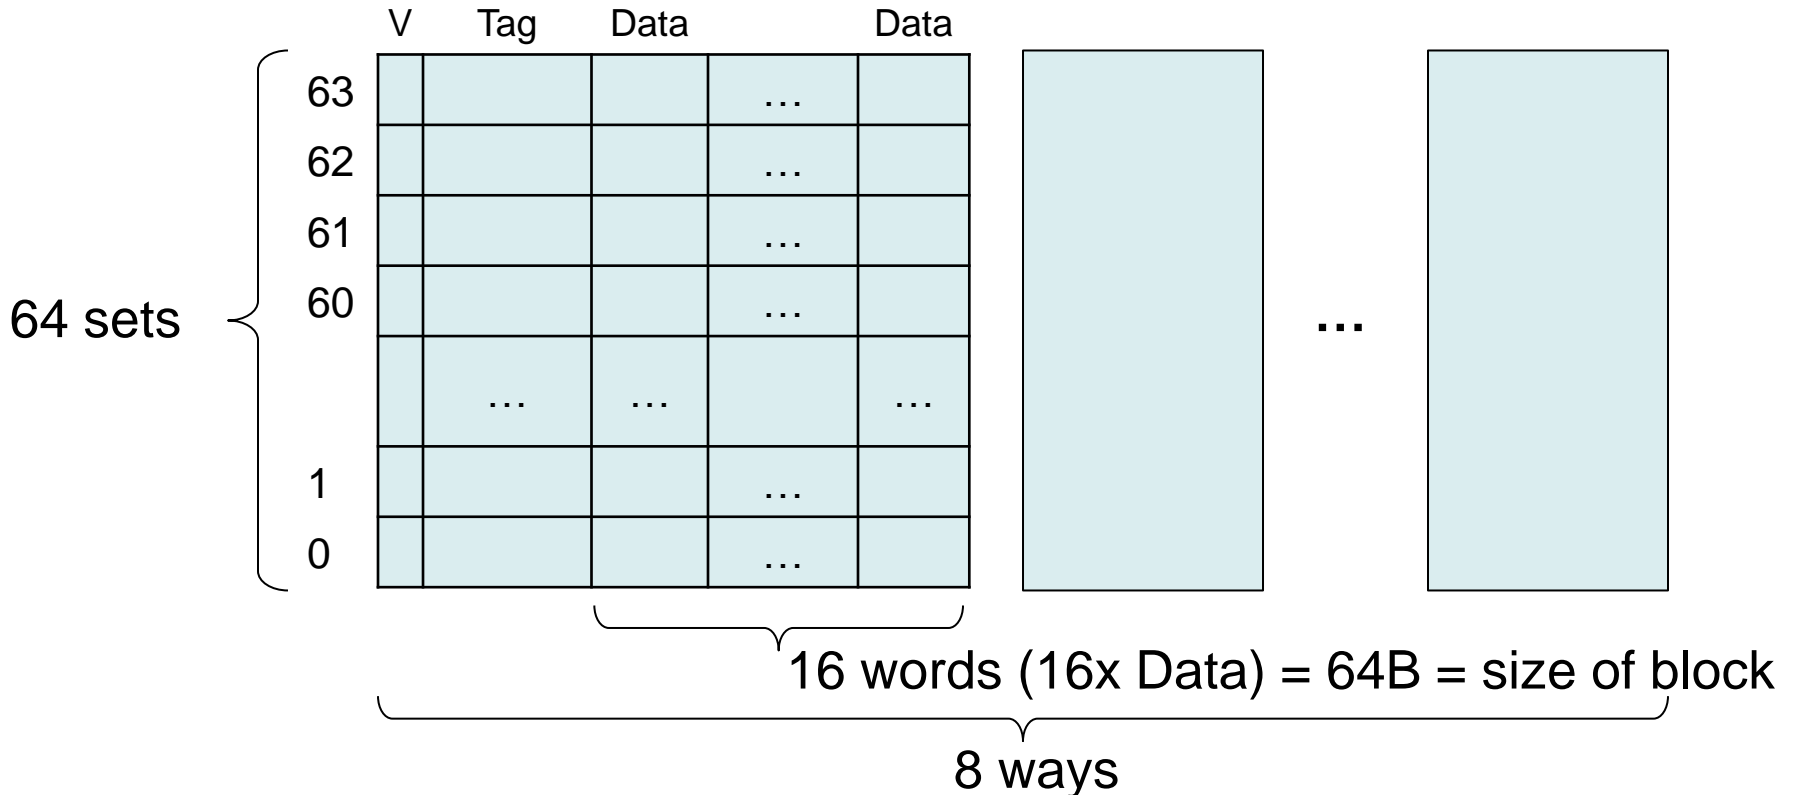 V Tag Data Data
63 ...
62 ...
61 ...
60 ...
64 sets
...
... ... ...
1 ...
0 ...
16 words (16x Data) = 64B = size of block
8 ways